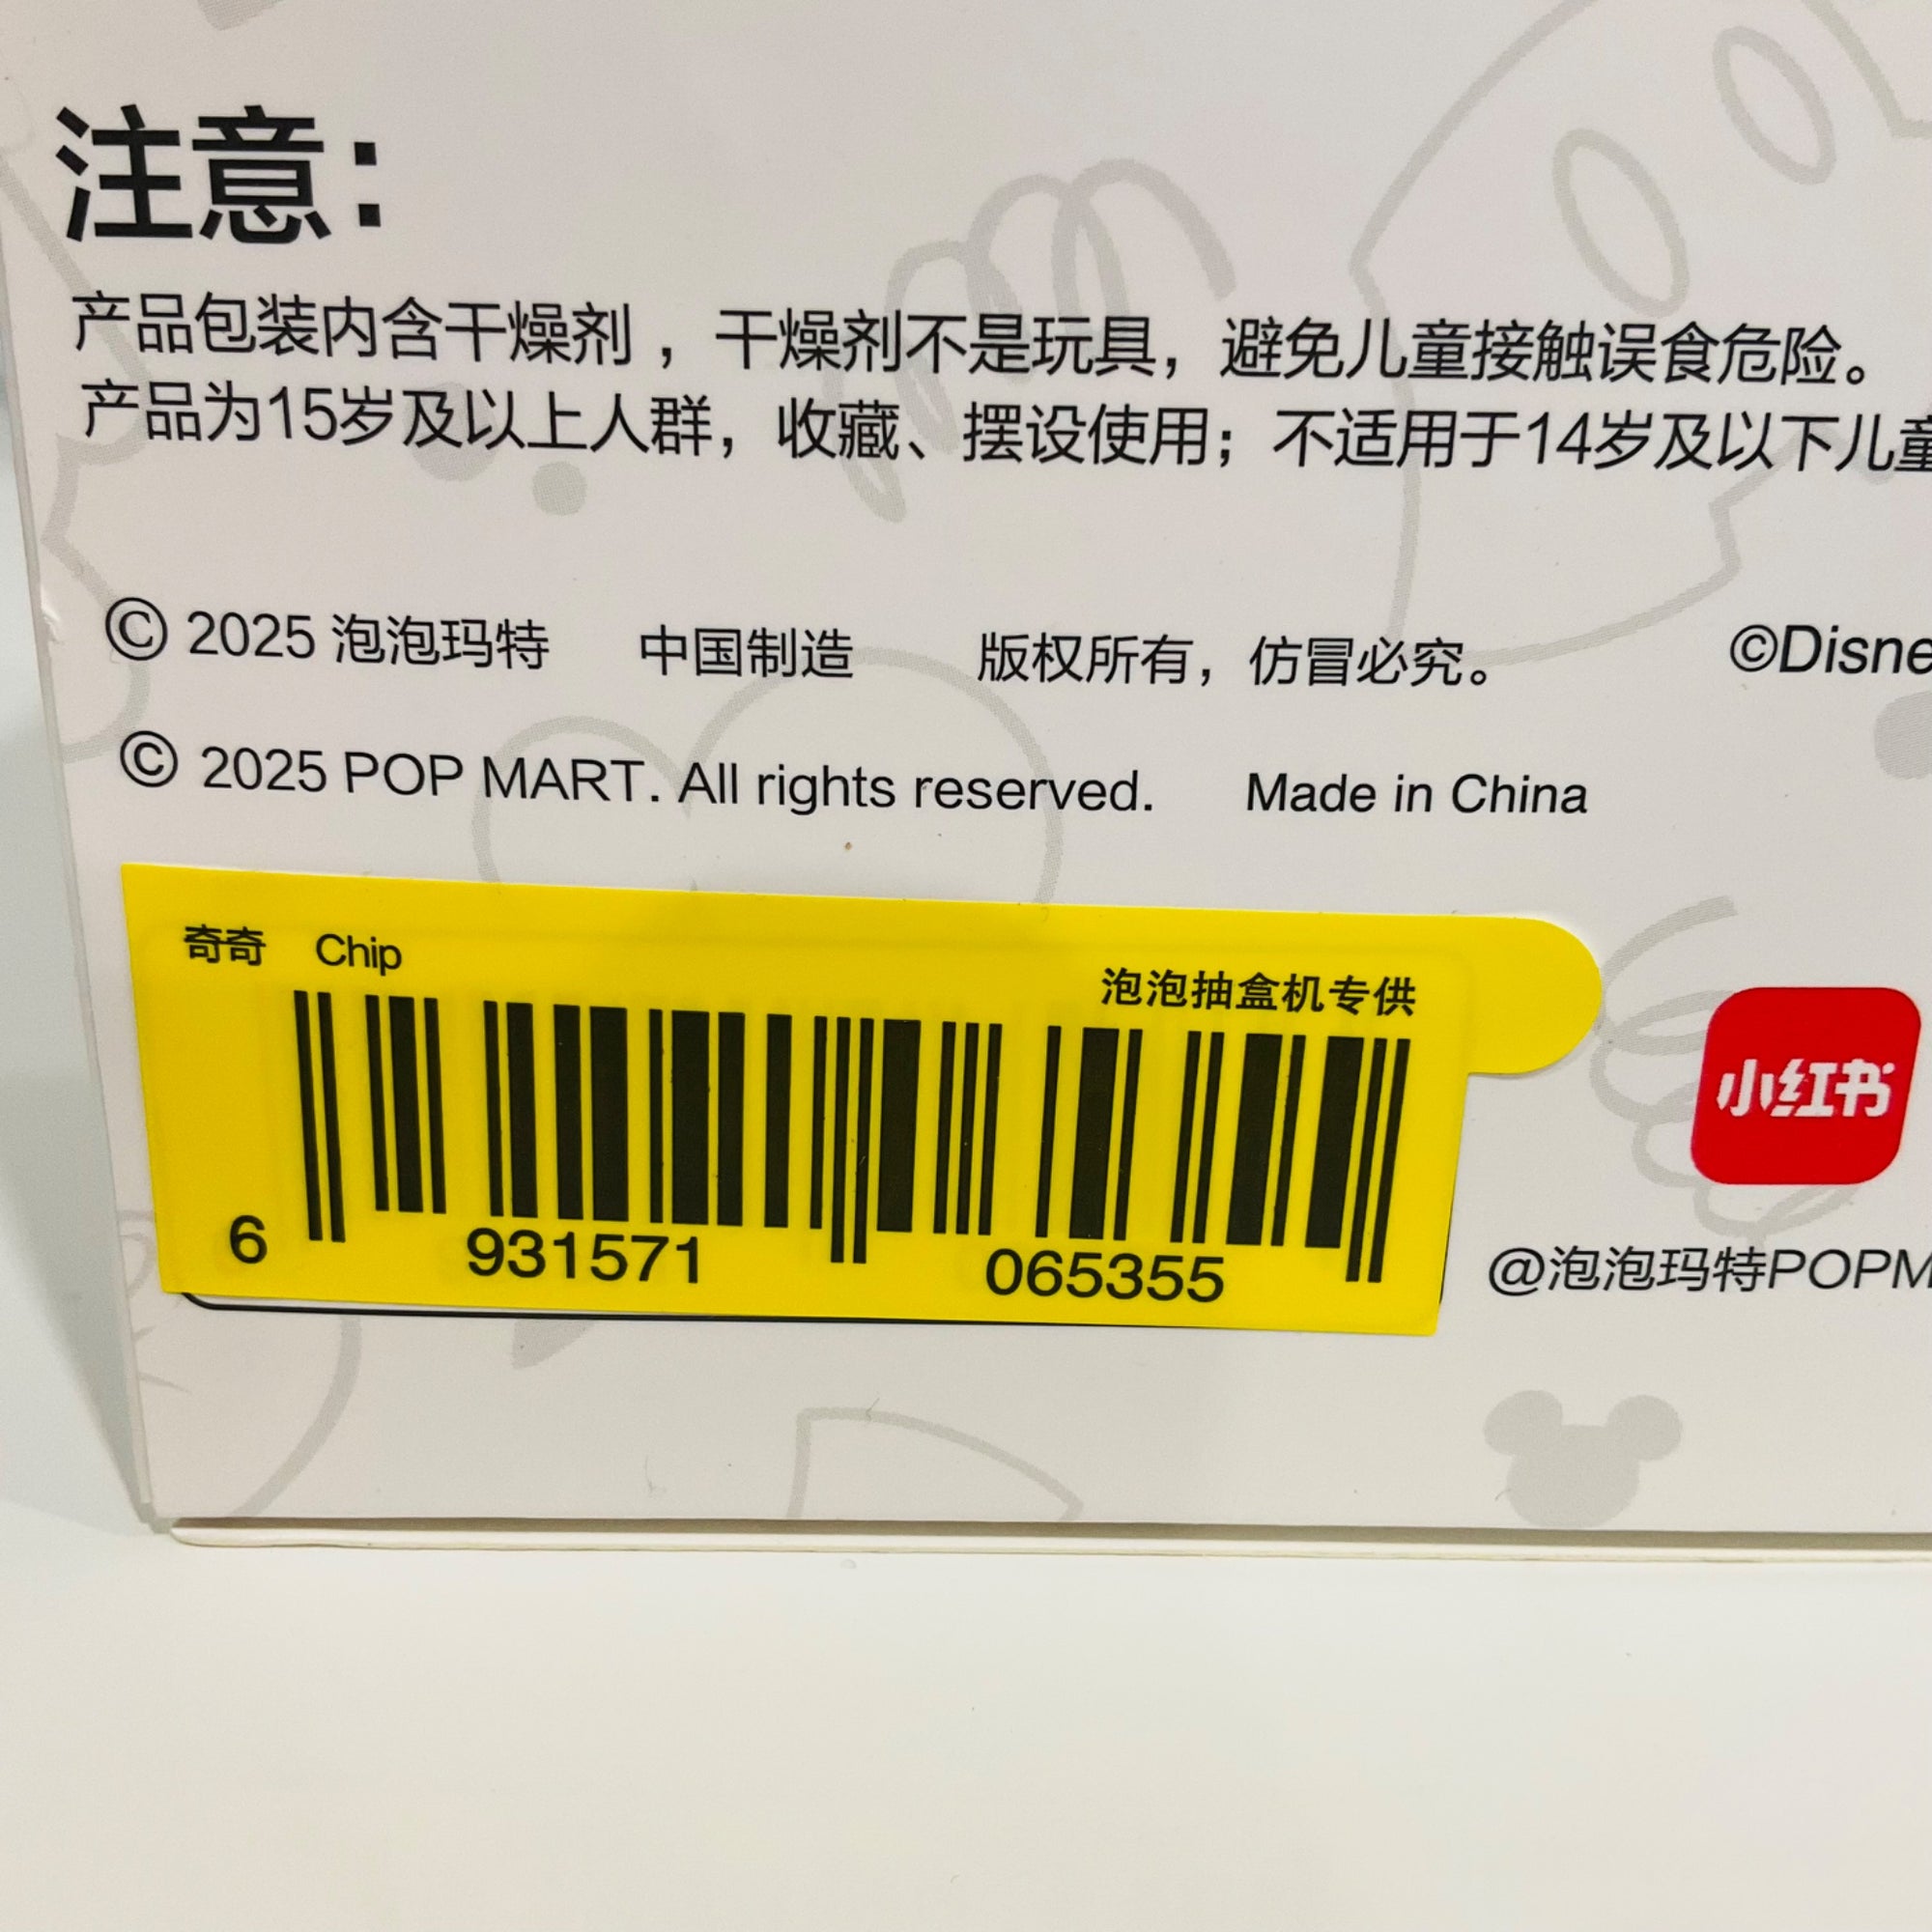 注意：
产品包装内含干燥剂，干燥剂不是玩具，避免儿童接触误食危险。
产品为15岁及以上人群，收藏、摆设使用；不适用于14岁及以下儿童
© 2025 泡泡玛特 中国制造 版权所有，仿冒必究。 ©Disne
© 2025 POP MART. All rights reserved. Made in China
奇奇 Chip
泡泡抽盒机专供
6 931571 065355
小红书
@泡泡玛特POPM